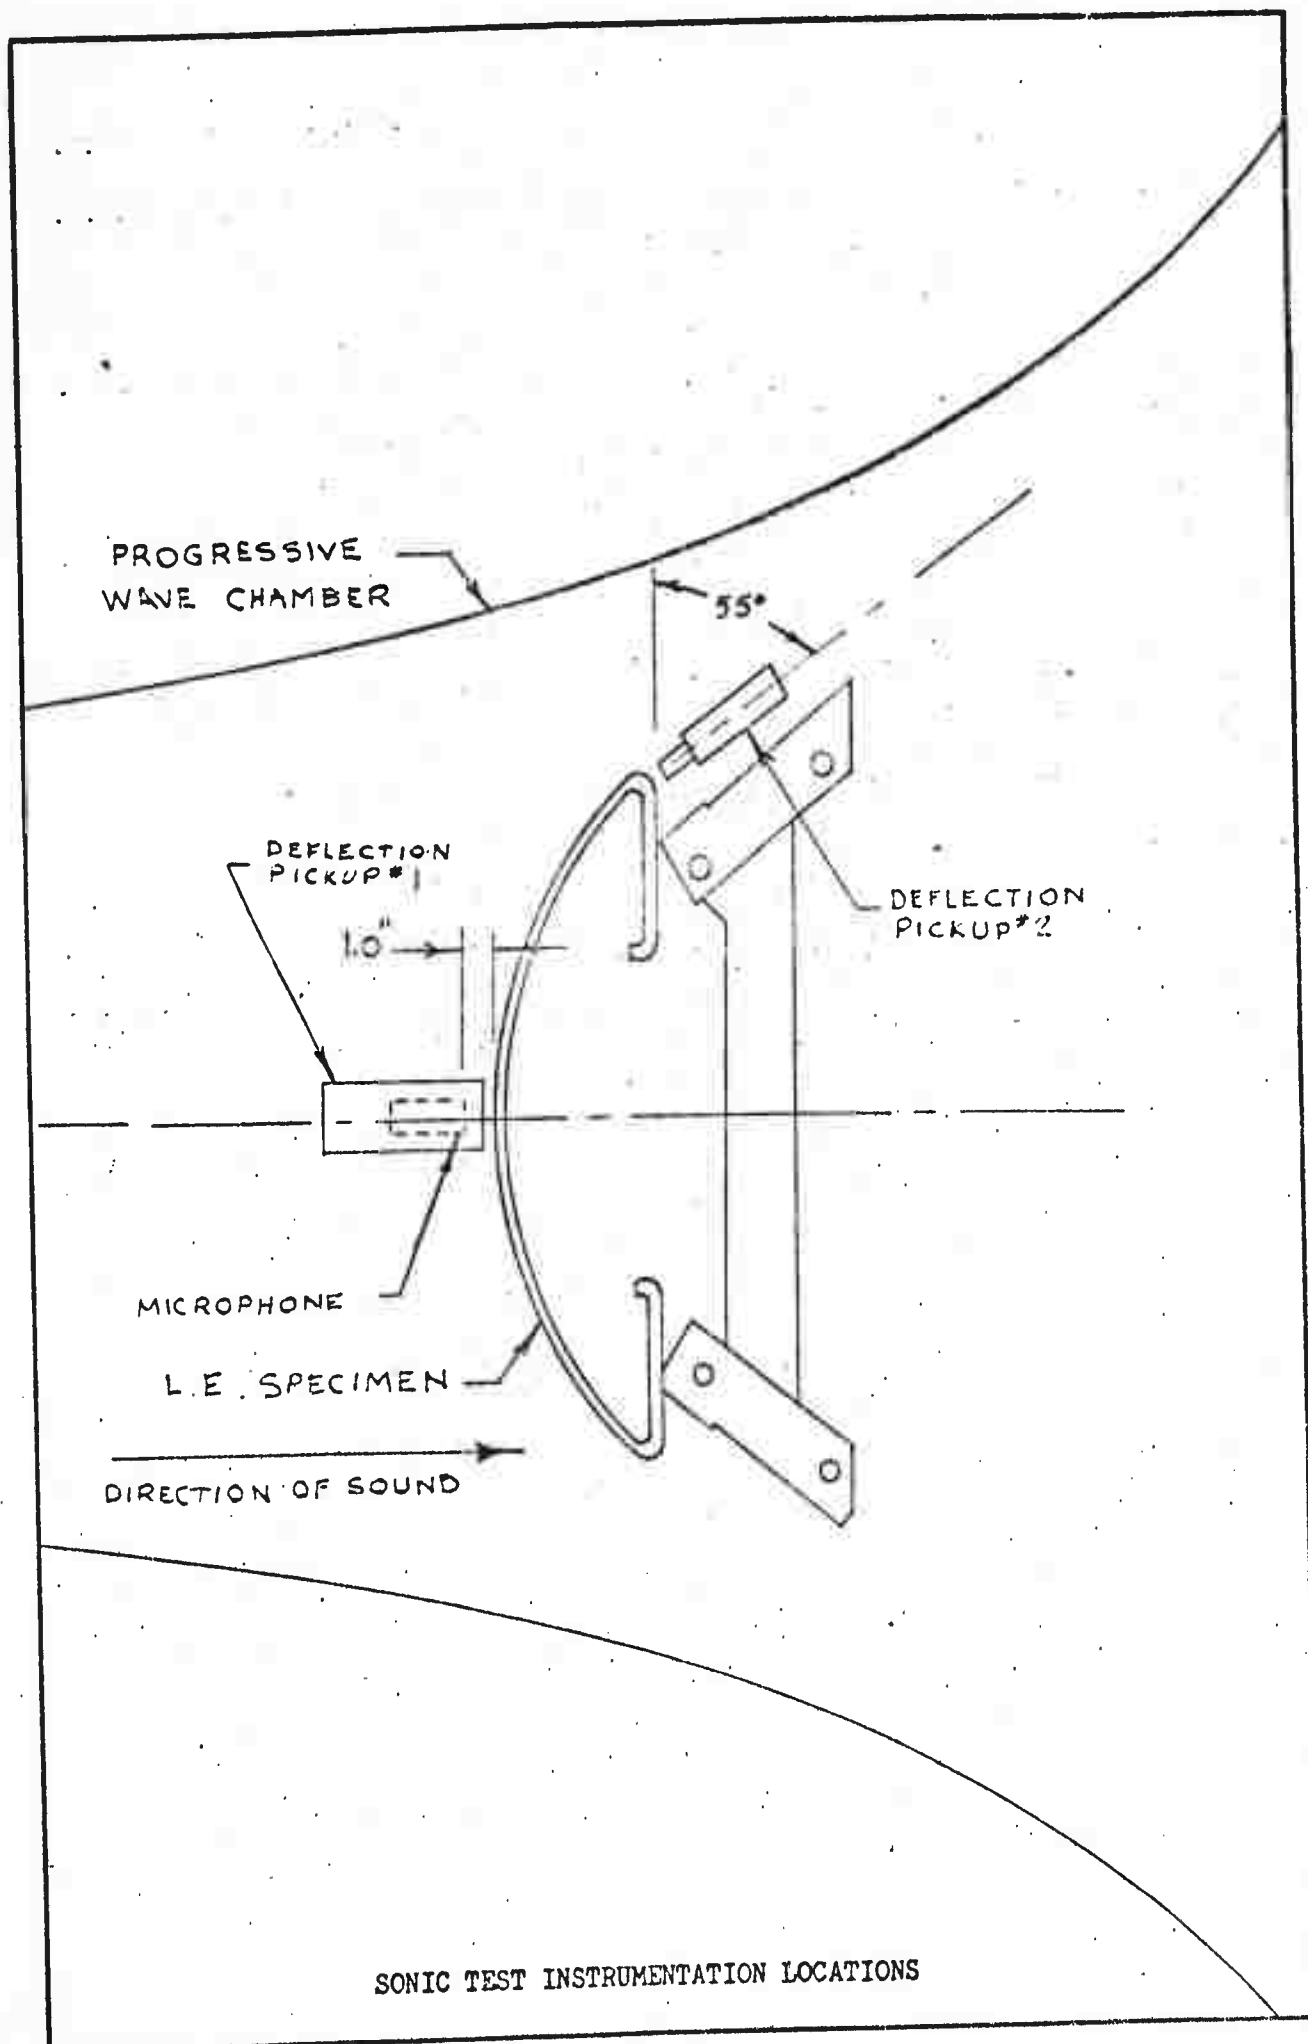 PROGRESSIVE
WAVE CHAMBER
55°
DEFLECTION
PICKUP #1
1.0"
DEFLECTION
PICKUP #2
MICROPHONE
L.E. SPECIMEN
DIRECTION OF SOUND
SONIC TEST INSTRUMENTATION LOCATIONS